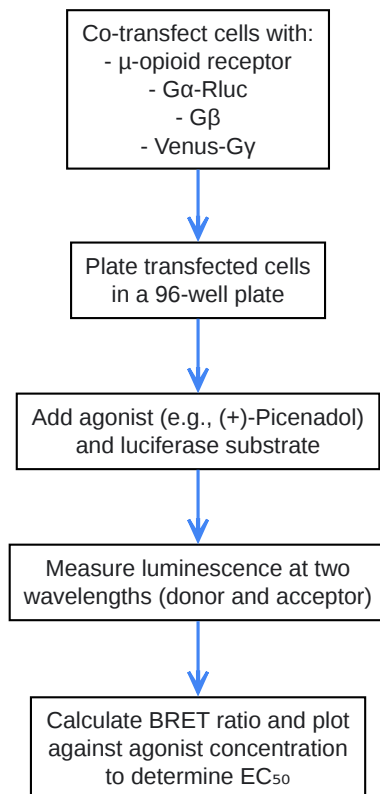 Co-transfect cells with:
- µ-opioid receptor
- Gα-Rluc
- Gβ
- Venus-Gγ
Plate transfected cells
in a 96-well plate
Add agonist (e.g., (+)-Picenadol)
and luciferase substrate
Measure luminescence at two
wavelengths (donor and acceptor)
Calculate BRET ratio and plot
against agonist concentration
to determine EC₅₀